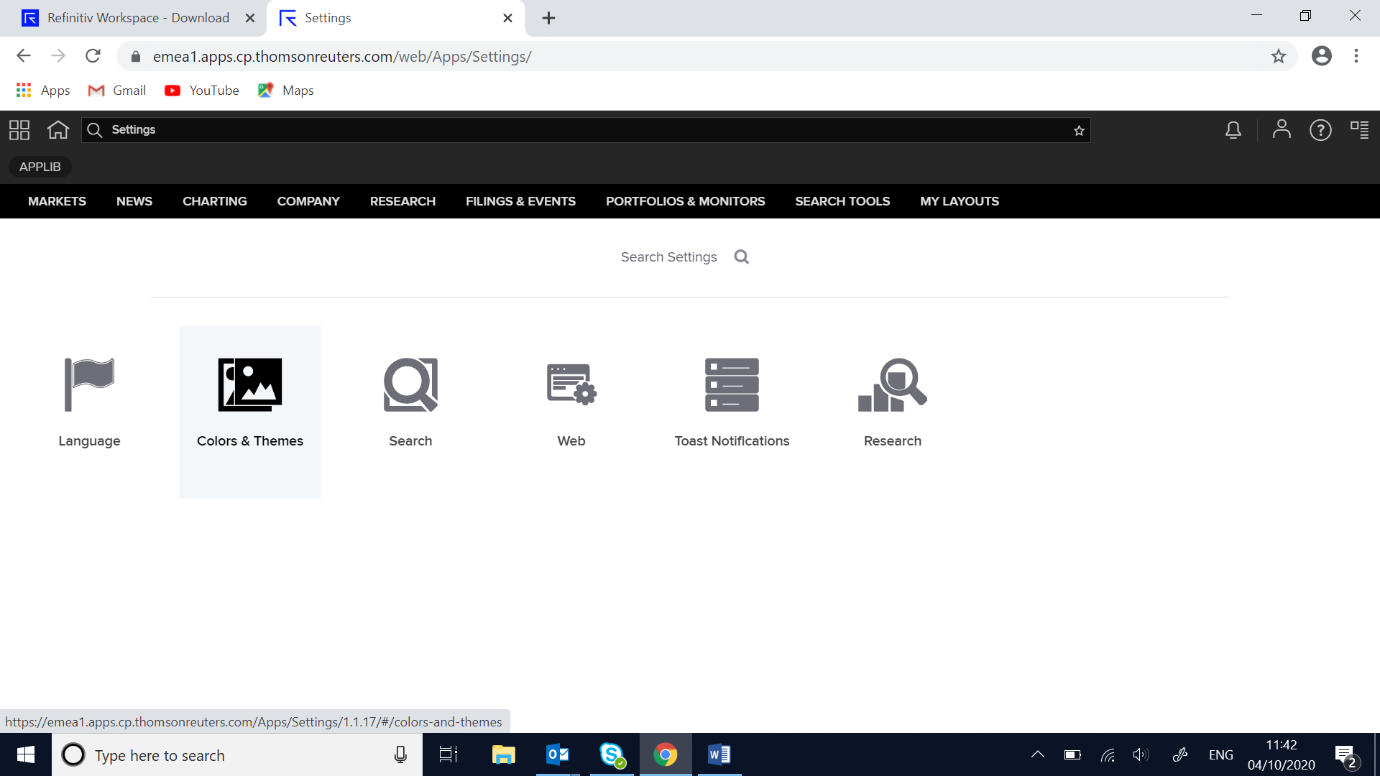 Refinitiv Workspace - Download
Settings
emea1.apps.cp.thomsonreuters.com/web/Apps/Settings/
Apps Gmail YouTube Maps
Settings
?
APPLIB
MARKETS NEWS CHARTING COMPANY RESEARCH FILINGS & EVENTS PORTFOLIOS & MONITORS SEARCH TOOLS MY LAYOUTS
Search Settings
Language Colors & Themes Search Web Toast Notifications Research
https://emea1.apps.cp.thomsonreuters.com/Apps/Settings/1.1.17/#/colors-and-themes
Type here to search
ENG
11:42
04/10/2020
2